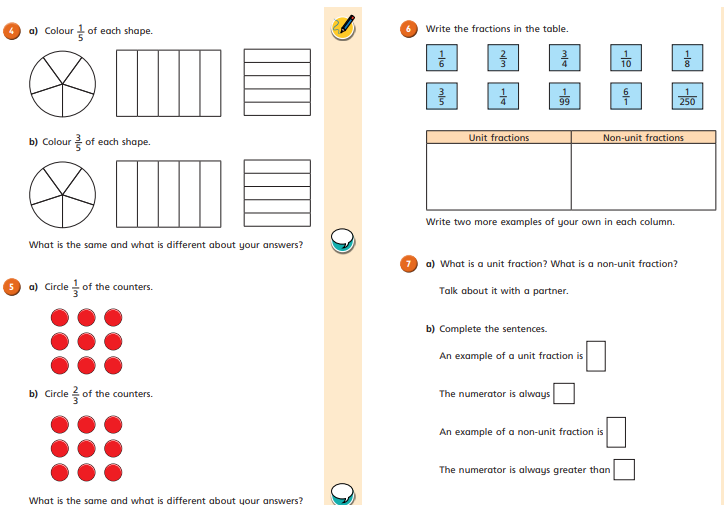 4 a) Colour 1/5 of each shape.
b) Colour 3/5 of each shape.
What is the same and what is different about your answers?
5 a) Circle 1/3 of the counters.
b) Circle 2/3 of the counters.
What is the same and what is different about your answers?
6 Write the fractions in the table.
1/6 2/3 3/4 1/10 1/8
3/5 1/4 1/99 6/1 1/250
Unit fractions Non-unit fractions
Write two more examples of your own in each column.
7 a) What is a unit fraction? What is a non-unit fraction?
Talk about it with a partner.
b) Complete the sentences.
An example of a unit fraction is
The numerator is always
An example of a non-unit fraction is
The numerator is always greater than